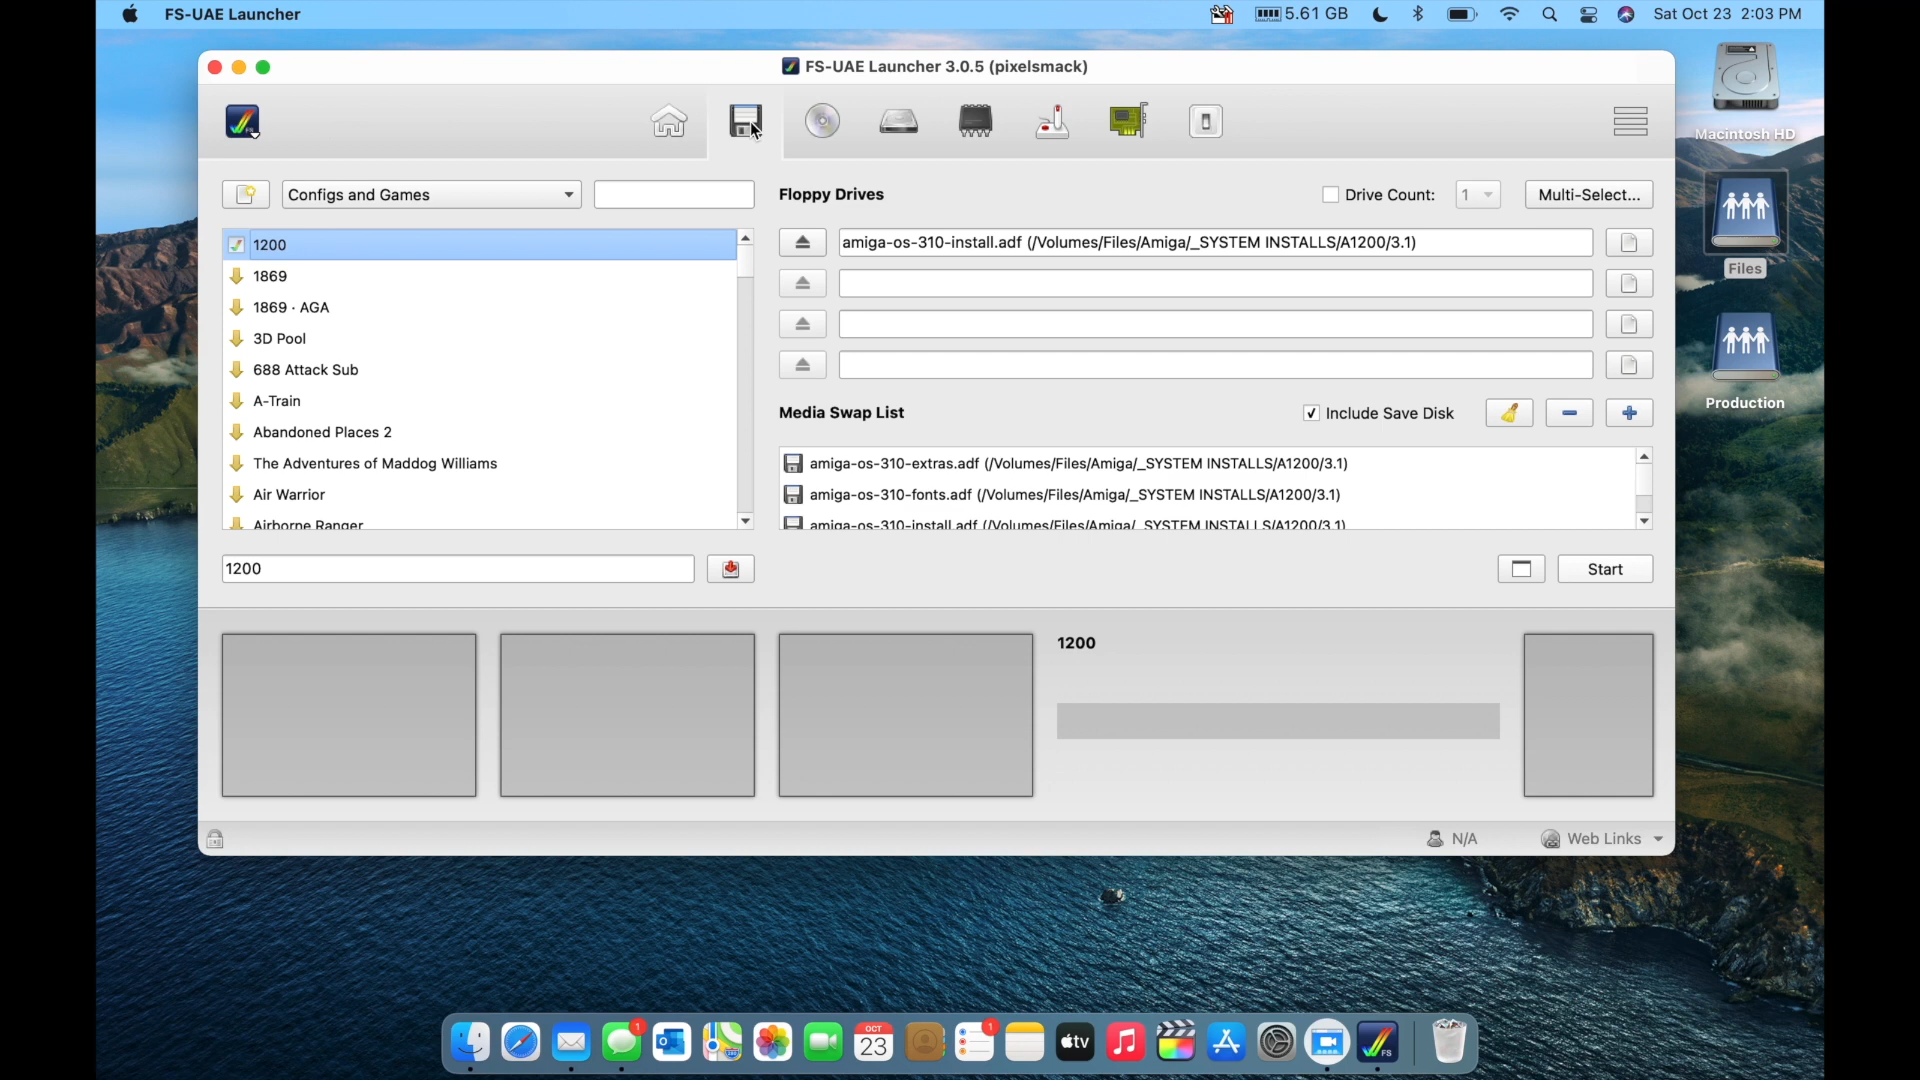 FS-UAE Launcher
5.61 GB
Sat Oct 23 2:03 PM
FS-UAE Launcher 3.0.5 (pixelsmack)
Macintosh HD
Files
Production
Configs and Games
1200
1869
1869 · AGA
3D Pool
688 Attack Sub
A-Train
Abandoned Places 2
The Adventures of Maddog Williams
Air Warrior
Airborne Ranger
1200
Floppy Drives
Drive Count:
1
Multi-Select...
amiga-os-310-install.adf (/Volumes/Files/Amiga/_SYSTEM INSTALLS/A1200/3.1)
Media Swap List
Include Save Disk
amiga-os-310-extras.adf (/Volumes/Files/Amiga/_SYSTEM INSTALLS/A1200/3.1)
amiga-os-310-fonts.adf (/Volumes/Files/Amiga/_SYSTEM INSTALLS/A1200/3.1)
amiga-os-310-install.adf (/Volumes/Files/Amiga/_SYSTEM INSTALLS/A1200/3.1)
Start
1200
N/A
Web Links
1
OCT
23
1
tv
FS